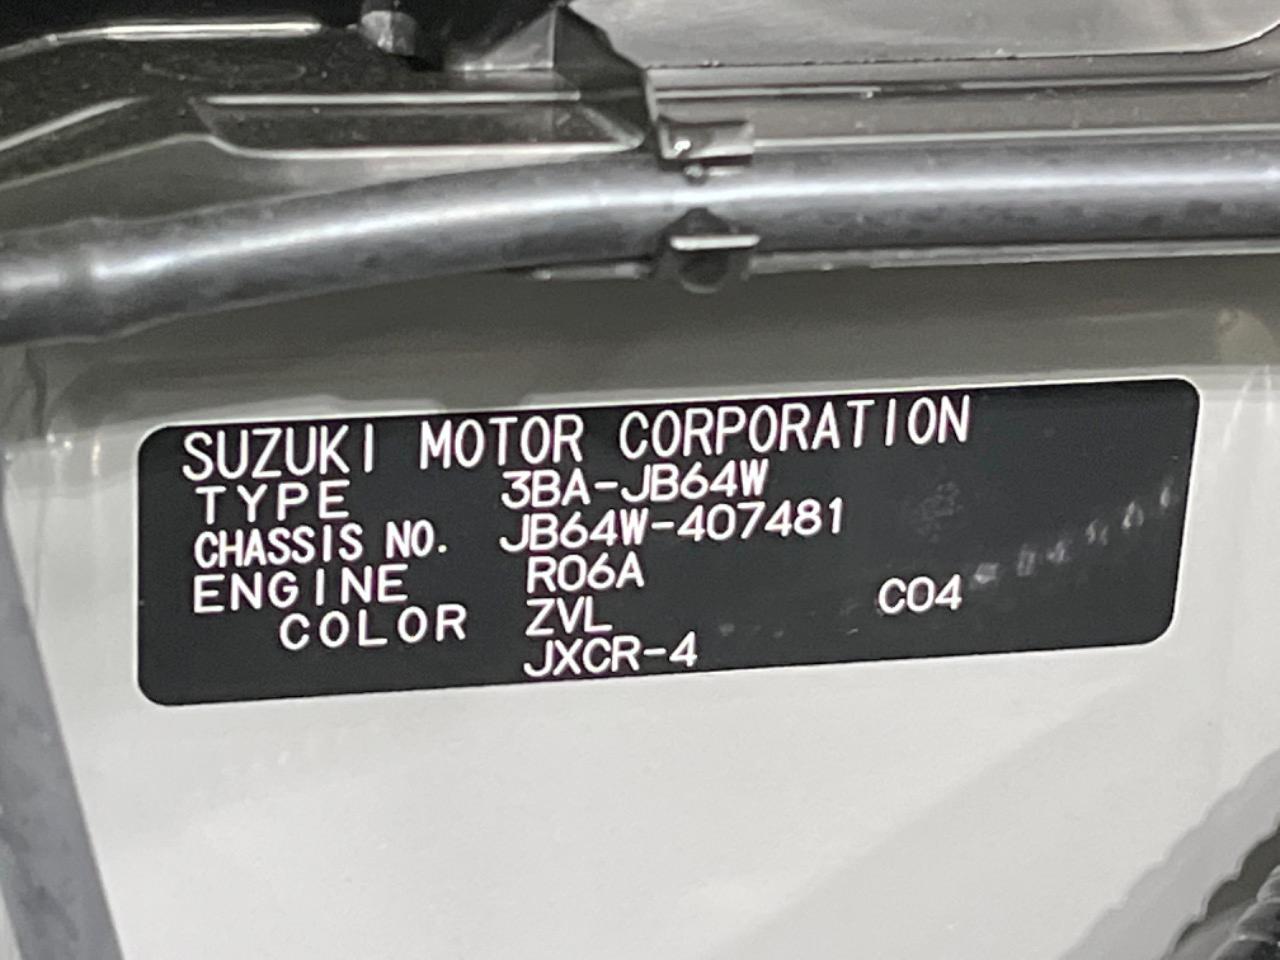 SUZUKI MOTOR CORPORATION
TYPE 3BA-JB64W
CHASSIS NO. JB64W-407481
ENGINE R06A
COLOR ZVL C04
JXCR-4